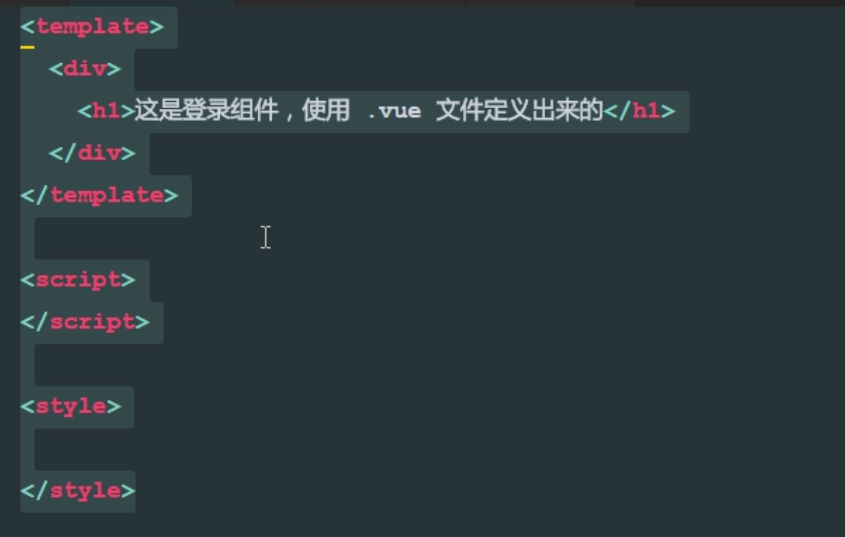 <template>
<div>
<h1>这是登录组件，使用 .vue 文件定义出来的</h1>
</div>
</template>
<script>
</script>
<style>
</style>